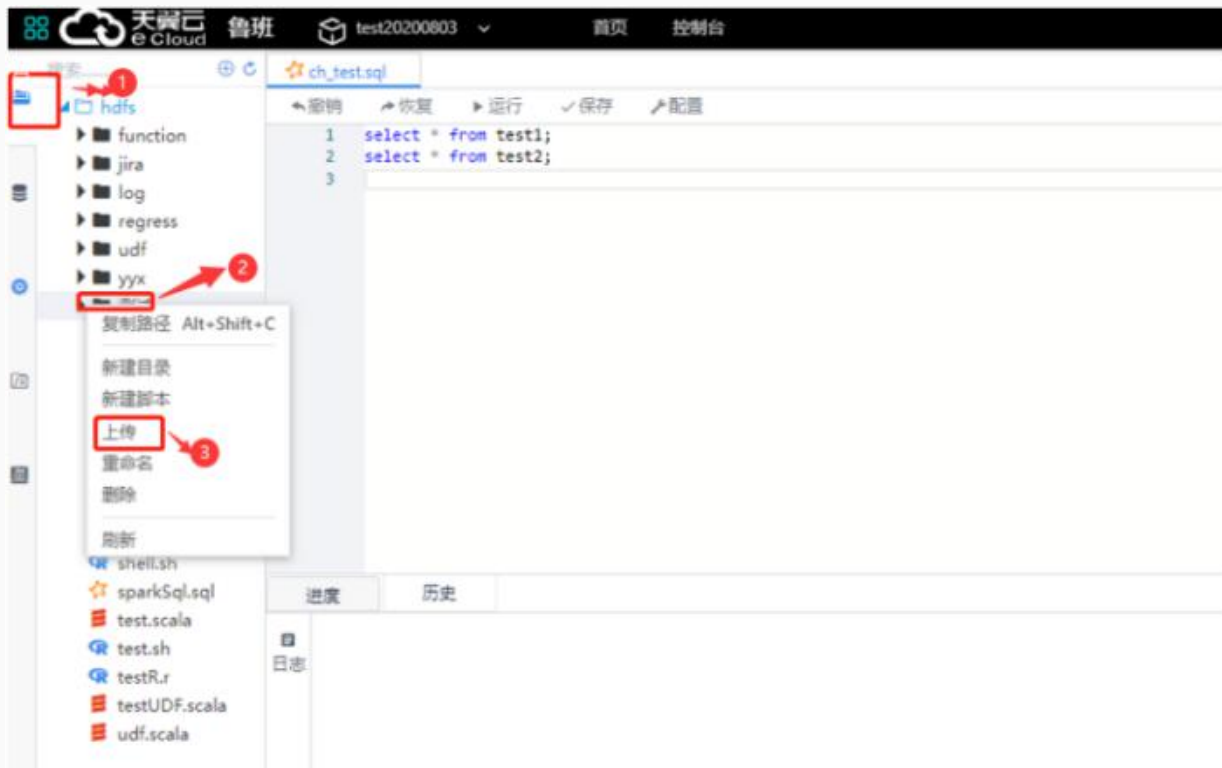 天翼云
e Cloud
鲁班
test20200803
首页
控制台
搜索
1
hdfs
function
jira
log
regress
udf
yyx
2
复制路径 Alt+Shift+C
新建目录
新建脚本
上传
3
重命名
删除
刷新
shell.sh
sparkSql.sql
test.scala
test.sh
testR.r
testUDF.scala
udf.scala
ch_test.sql
撤销 恢复 运行 保存 配置
1 select * from test1;
2 select * from test2;
3
进度 历史
日志